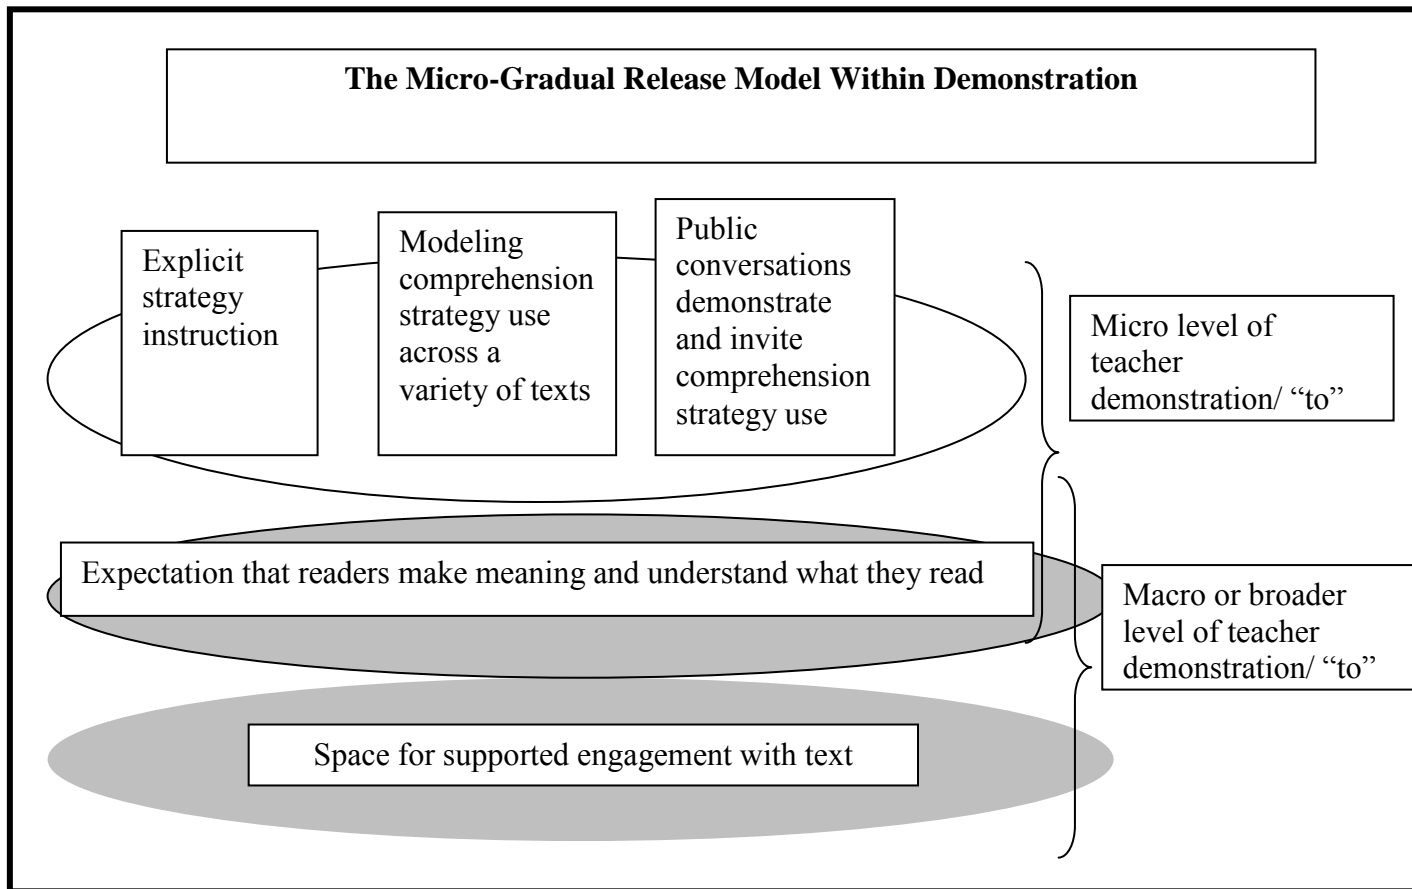 The Micro-Gradual Release Model Within Demonstration
Explicit
strategy
instruction
Modeling
comprehension
strategy use
across a
variety of texts
Public
conversations
demonstrate
and invite
comprehension
strategy use
Micro level of
teacher
demonstration/ “to”
Expectation that readers make meaning and understand what they read
Macro or broader
level of teacher
demonstration/ “to”
Space for supported engagement with text